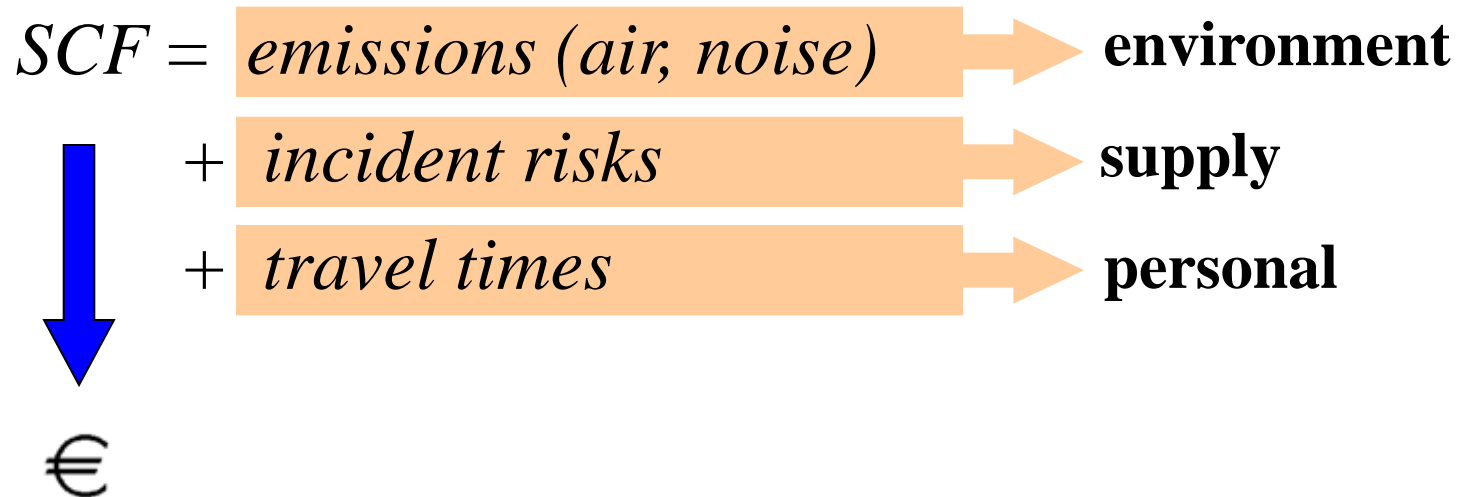 SCF = emissions (air, noise) environment
+ incident risks supply
+ travel times personal
€